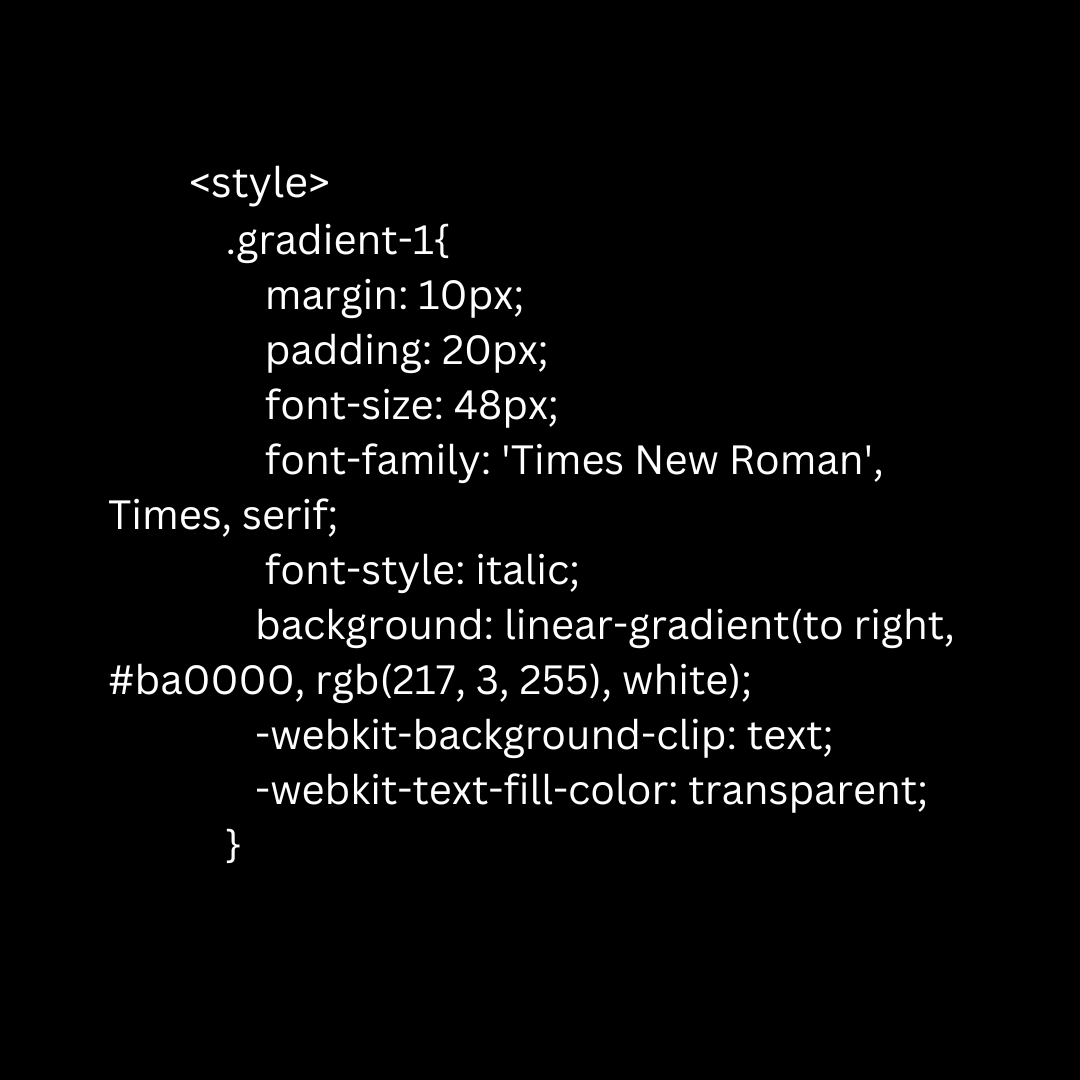 <style>
.gradient-1{
margin: 10px;
padding: 20px;
font-size: 48px;
font-family: 'Times New Roman',
Times, serif;
font-style: italic;
background: linear-gradient(to right,
#ba0000, rgb(217, 3, 255), white);
-webkit-background-clip: text;
-webkit-text-fill-color: transparent;
}